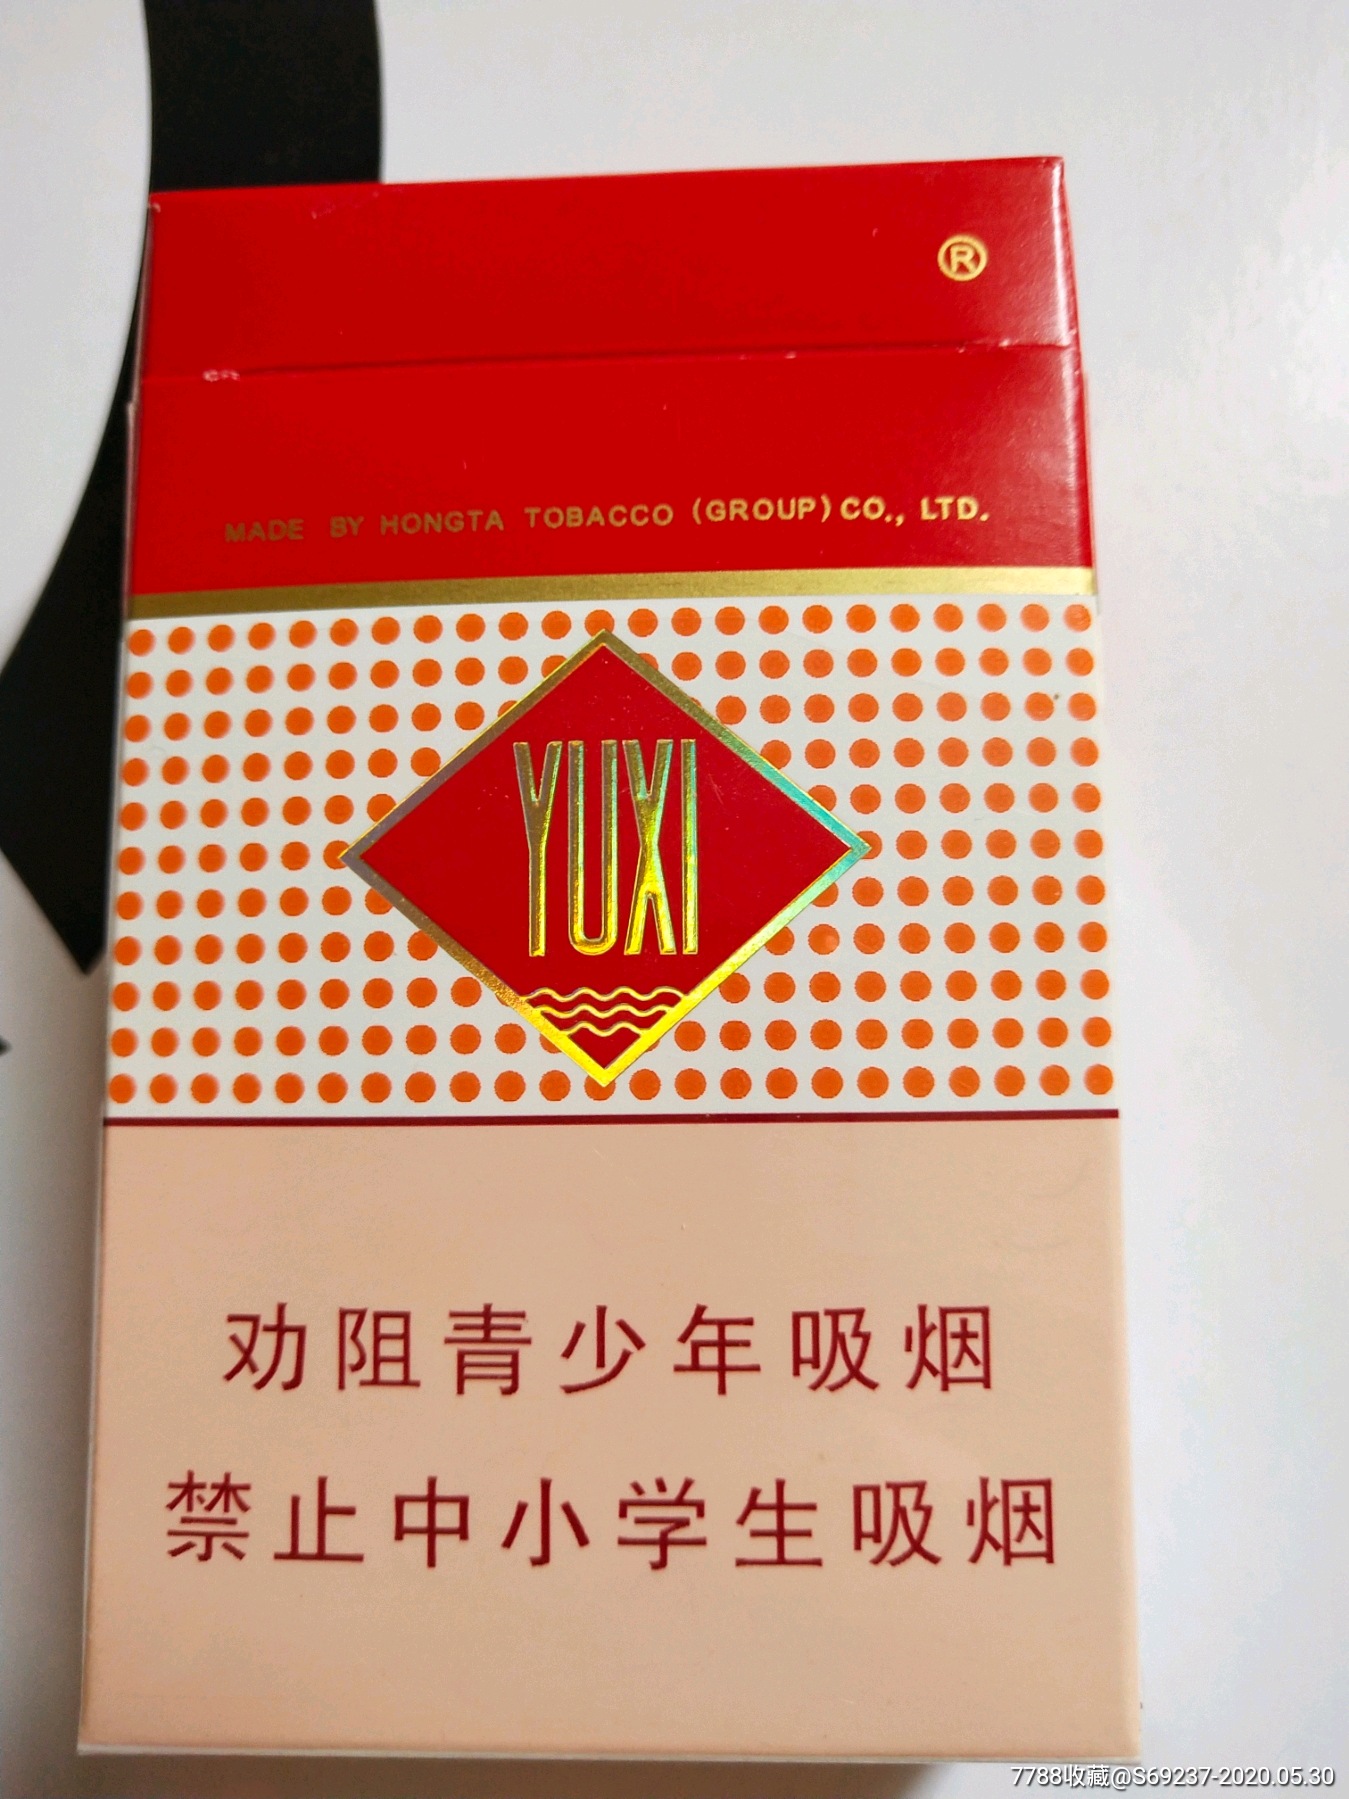 ®
MADE BY HONGTA TOBACCO (GROUP) CO., LTD.
YUXI
劝阻青少年吸烟
禁止中小学生吸烟
7788收藏@S69237-2020.05.30